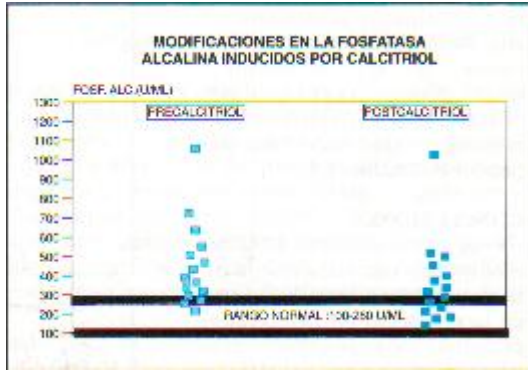 MODIFICACIONES EN LA FOSFATASA
ALCALINA INDUCIDOS POR CALCITRIOL
FOSF. ALC.(U/ML)
PRECALCITRIOL
POSTCALCITRIOL
1300
1200
1100
1000
900
800
700
600
500
400
300
200
100
RANGO NORMAL :100-280 U/ML